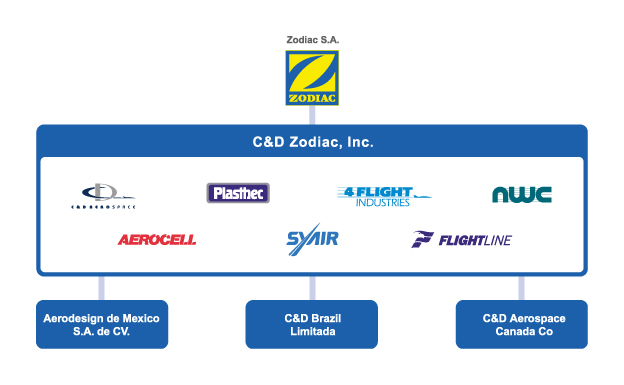 Zodiac S.A.
ZODIAC
C&D Zodiac, Inc.
CD
C&D AEROSPACE
Plasthec
4 FLIGHT
INDUSTRIES
NWC
AEROCELL
SYAIR
FLIGHTLINE
Aerodesign de Mexico
S.A. de CV.
C&D Brazil
Limitada
C&D Aerospace
Canada Co